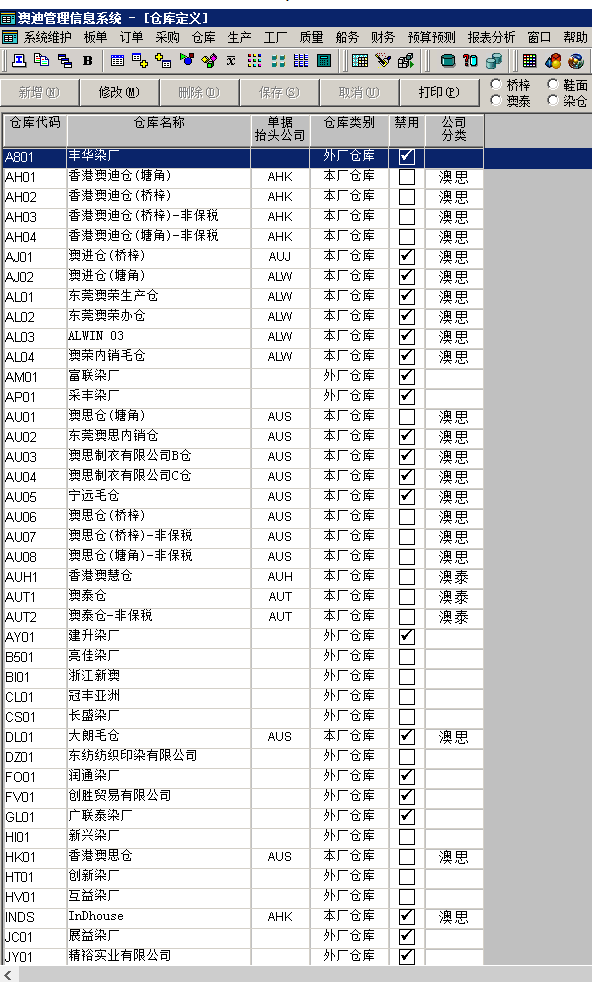 澳迪管理信息系统 - [仓库定义]
系统维护 板单 订单 采购 仓库 生产 工厂 质量 船务 财务 预算预测 报表分析 窗口 帮助
新增(N) 修改(M) 删除(D) 保存(S) 取消(U) 打印(P) 桥梓 鞋面
澳泰 染仓
仓库代码 仓库名称 单据抬头公司 仓库类别 禁用 公司分类
A801 丰华染厂 外厂仓库
AH01 香港澳迪仓(塘角) AHK 本厂仓库 澳思
AH02 香港澳迪仓(桥梓) AHK 本厂仓库 澳思
AH03 香港澳迪仓(桥梓)-非保税 AHK 本厂仓库 澳思
AH04 香港澳迪仓(塘角)-非保税 AHK 本厂仓库 澳思
AJ01 澳进仓(桥梓) AUJ 本厂仓库 澳思
AJ02 澳进仓(塘角) ALW 本厂仓库 澳思
AL01 东莞澳荣生产仓 ALW 本厂仓库 澳思
AL02 东莞澳荣办仓 ALW 本厂仓库 澳思
AL03 ALWIN 03 ALW 本厂仓库 澳思
AL04 澳荣内销毛仓 ALW 本厂仓库 澳思
AM01 富联染厂 外厂仓库
AP01 采丰染厂 外厂仓库
AU01 澳思仓(塘角) AUS 本厂仓库 澳思
AU02 东莞澳思内销仓 AUS 本厂仓库 澳思
AU03 澳思制衣有限公司B仓 AUS 本厂仓库 澳思
AU04 澳思制衣有限公司C仓 AUS 本厂仓库 澳思
AU05 宁远毛仓 AUS 本厂仓库 澳思
AU06 澳思仓(桥梓) AUS 本厂仓库 澳思
AU07 澳思仓(桥梓)-非保税 AUS 本厂仓库 澳思
AU08 澳思仓(塘角)-非保税 AUS 本厂仓库 澳思
AUH1 香港澳慧仓 AUH 本厂仓库 澳泰
AUT1 澳泰仓 AUT 本厂仓库 澳泰
AUT2 澳泰仓-非保税 AUT 本厂仓库 澳泰
AY01 建升染厂 外厂仓库
B501 亮佳染厂 外厂仓库
BI01 浙江新澳 外厂仓库
CL01 冠丰亚洲 外厂仓库
CS01 长盛染厂 外厂仓库
DL01 大朗毛仓 AUS 本厂仓库 澳思
DZ01 东纺纺织印染有限公司 外厂仓库
FO01 润通染厂 外厂仓库
FV01 创胜贸易有限公司 外厂仓库
GL01 广联泰染厂 外厂仓库
HI01 新兴染厂 外厂仓库
HK01 香港澳思仓 AUS 本厂仓库 澳思
HT01 创新染厂 外厂仓库
HV01 互益染厂 外厂仓库
INDS InDhouse AHK 本厂仓库 澳思
JC01 展益染厂 外厂仓库
JY01 精裕实业有限公司 外厂仓库